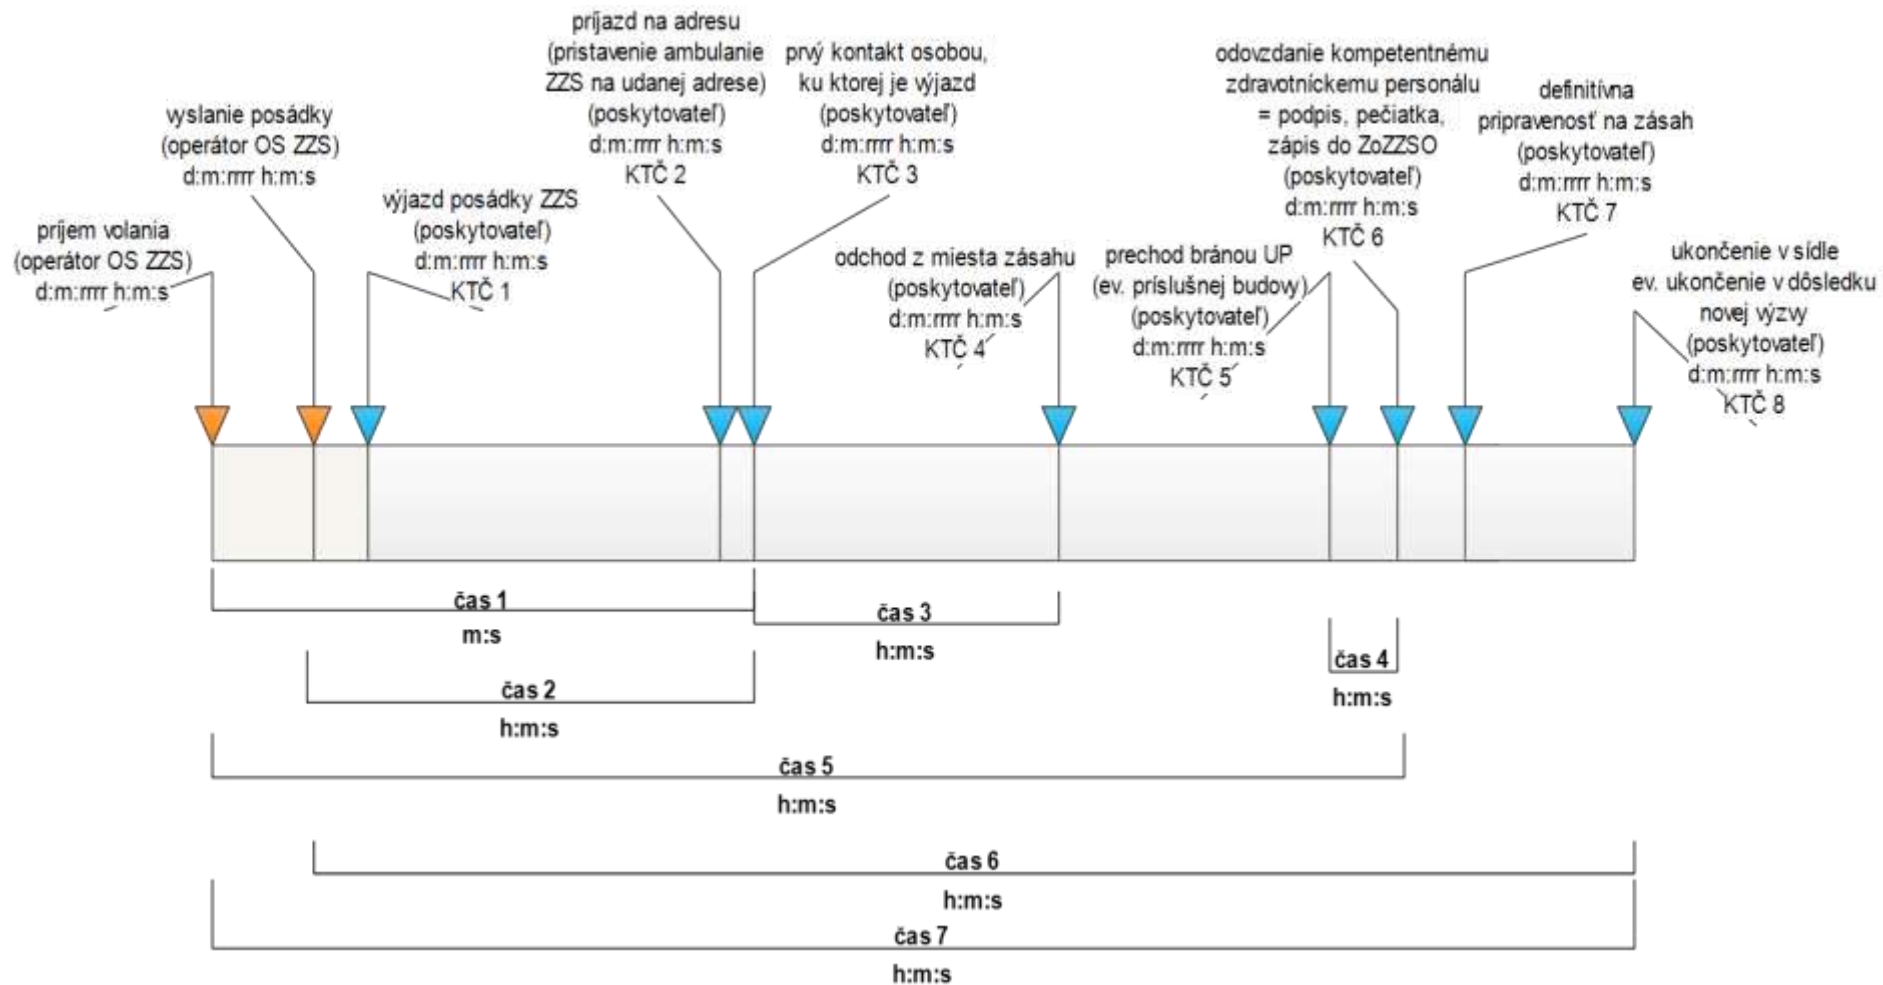 príjem volania
(operátor OS ZZS)
d:m:rrrr h:m:s
vyslanie posádky
(operátor OS ZZS)
d:m:rrrr h:m:s
výjazd posádky ZZS
(poskytovateľ)
d:m:rrrr h:m:s
KTČ 1
príjazd na adresu
(pristavenie ambulanie
ZZS na udanej adrese)
(poskytovateľ)
d:m:rrrr h:m:s
KTČ 2
prvý kontakt osobou,
ku ktorej je výjazd
(poskytovateľ)
d:m:rrrr h:m:s
KTČ 3
odchod z miesta zásahu
(poskytovateľ)
d:m:rrrr h:m:s
KTČ 4
prechod bránou UP
(ev. príslušnej budovy)
(poskytovateľ)
d:m:rrrr h:m:s
KTČ 5
odovzdanie kompetentnému
zdravotníckemu personálu
= podpis, pečiatka,
zápis do ZoZZSO
(poskytovateľ)
d:m:rrrr h:m:s
KTČ 6
definitívna
pripravenosť na zásah
(poskytovateľ)
d:m:rrrr h:m:s
KTČ 7
ukončenie v sídle
ev. ukončenie v dôsledku
novej výzvy
(poskytovateľ)
d:m:rrrr h:m:s
KTČ 8
čas 1
m:s
čas 2
h:m:s
čas 3
h:m:s
čas 4
h:m:s
čas 5
h:m:s
čas 6
h:m:s
čas 7
h:m:s